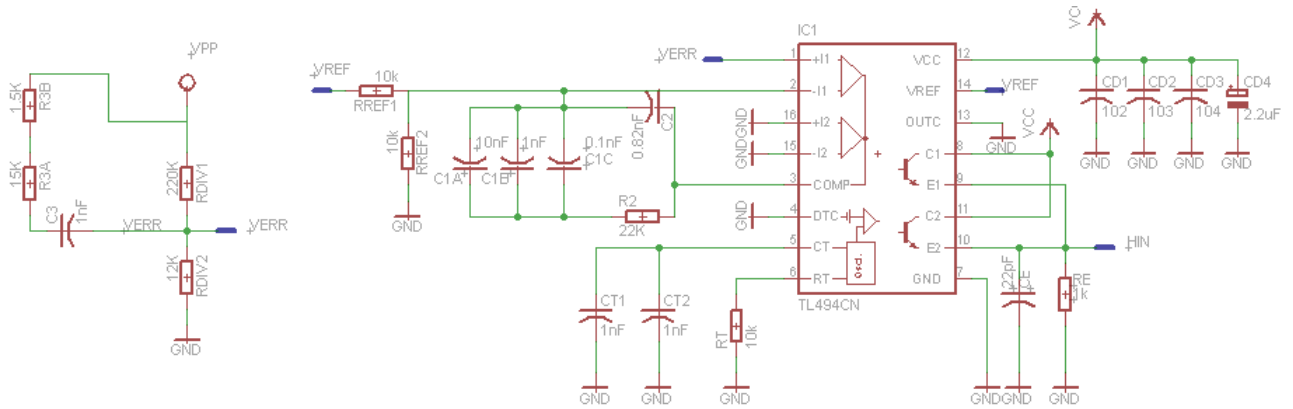 VPP
1.5K
R3B
15K
R3A
C3
1nF
VERR
220K
RDIV1
VERR
12K
RDIV2
GND
VREF
10k
RREF1
10k
RREF2
GND
10nF
C1A
1nF
C1B
0.1nF
C1C
0.82nF
C2
R2
22K
VERR
GND
GND
GND
IC1
1 +I1
2 -I1
16 +I2
15 -I2
3 COMP
4 DTC
5 CT
6 RT
osc.
VCC 12
VREF 14
OUTC 13
C1 8
E1 9
C2 11
E2 10
GND 7
TL494CN
CT1
1nF
GND
CT2
1nF
GND
RT
10k
GND
VREF
GND
VCC
CD1
102
GND
CD2
103
GND
CD3
104
GND
CD4
2.2uF
GND
HIN
22pF
CE
RE
1k
GND
GND
GND